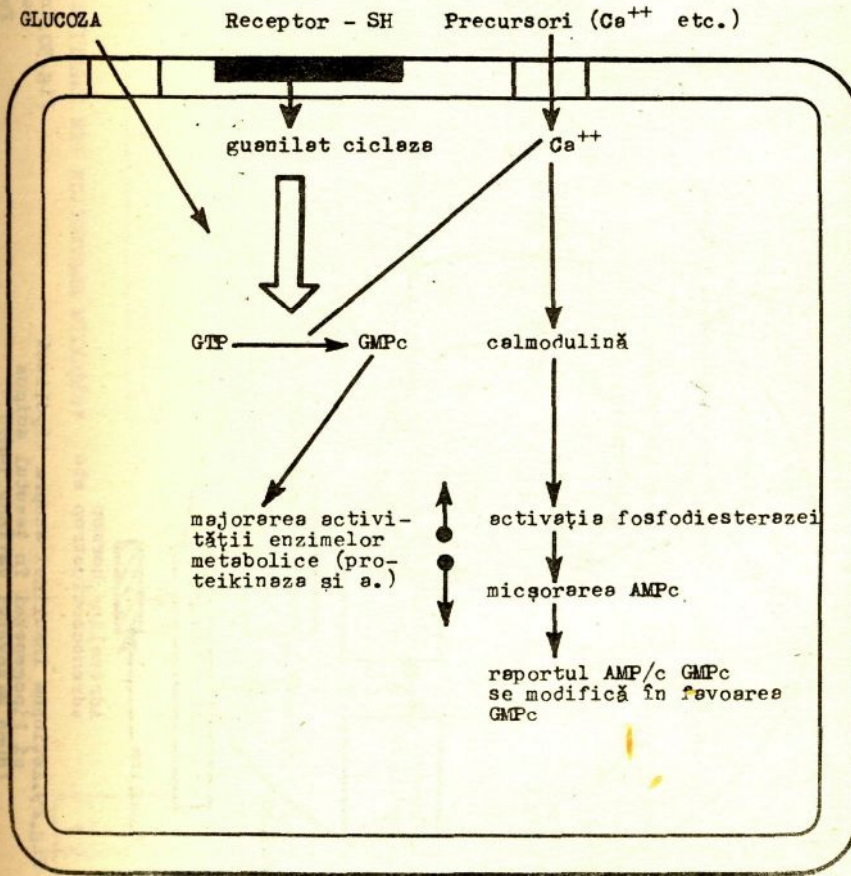 GLUCOZA
Receptor - SH
Precursori (Ca++ etc.)
guanilat ciclaza
Ca++
GTP
GMPc
calmodulină
majorarea activi-
tății enzimelor
metabolice (pro-
teikinaza și a.)
activația fosfodiesterazei
micșorarea AMPc
raportul AMP/c GMPc
se modifică în favoarea
GMPc